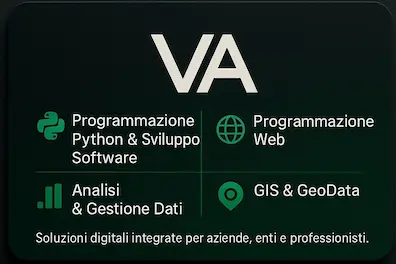 VA
Programmazione
Python & Sviluppo
Software
Programmazione
Web
Analisi
& Gestione Dati
GIS & GeoData
Soluzioni digitali integrate per aziende, enti e professionisti.